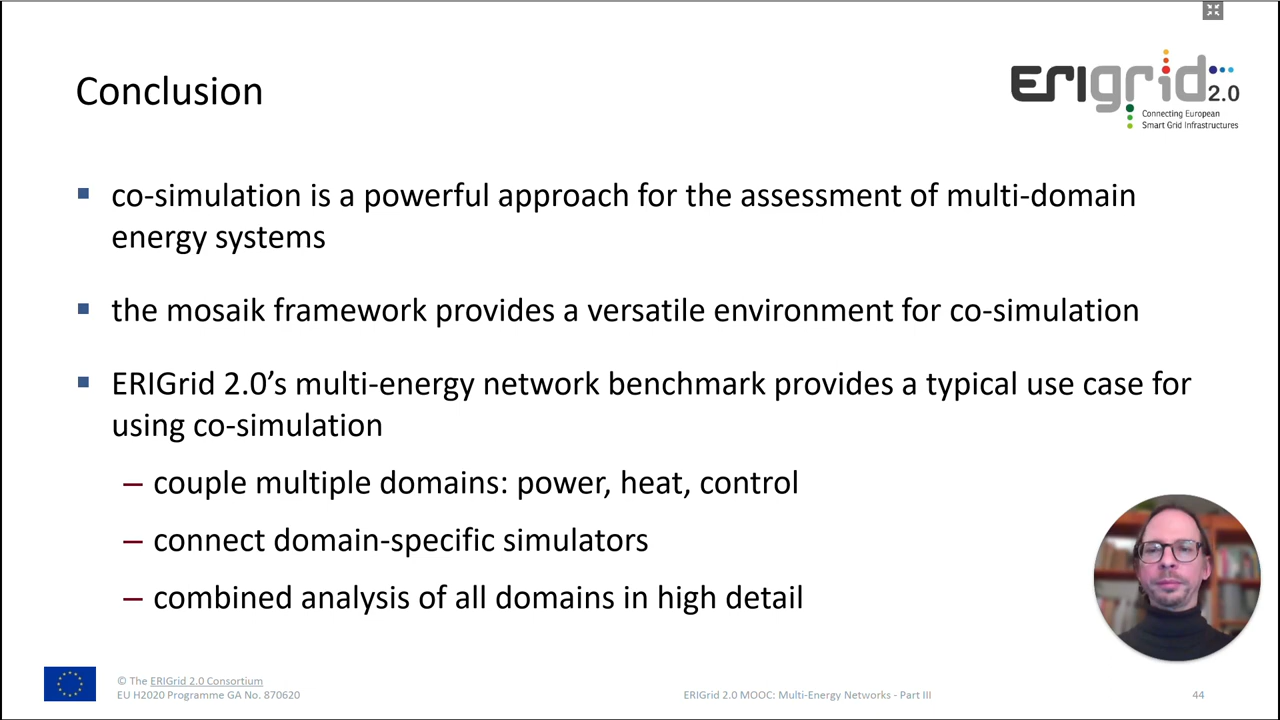 Conclusion
ERIgrid 2.0
Connecting European
Smart Grid Infrastructures
▪ co-simulation is a powerful approach for the assessment of multi-domain
energy systems
▪ the mosaik framework provides a versatile environment for co-simulation
▪ ERIGrid 2.0’s multi-energy network benchmark provides a typical use case for
using co-simulation
– couple multiple domains: power, heat, control
– connect domain-specific simulators
– combined analysis of all domains in high detail
© The ERIGrid 2.0 Consortium
EU H2020 Programme GA No. 870620
ERIGrid 2.0 MOOC: Multi-Energy Networks - Part III
44